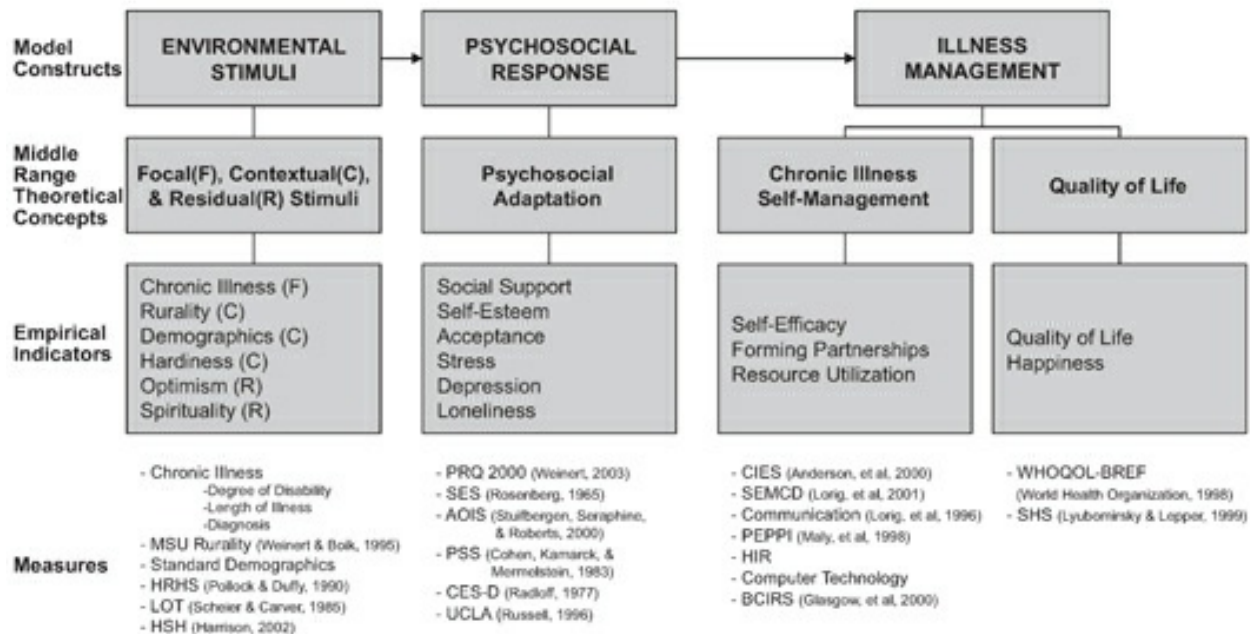 Model
Constructs
ENVIRONMENTAL
STIMULI
PSYCHOSOCIAL
RESPONSE
ILLNESS
MANAGEMENT
Middle
Range
Theoretical
Concepts
Focal(F), Contextual(C),
& Residual(R) Stimuli
Psychosocial
Adaptation
Chronic Illness
Self-Management
Quality of Life
Empirical
Indicators
Chronic Illness (F)
Rurality (C)
Demographics (C)
Hardiness (C)
Optimism (R)
Spirituality (R)
Social Support
Self-Esteem
Acceptance
Stress
Depression
Loneliness
Self-Efficacy
Forming Partnerships
Resource Utilization
Quality of Life
Happiness
Measures
- Chronic Illness
-Degree of Disability
-Length of Illness
-Diagnosis
- MSU Rurality (Weinert & Boik, 1995)
- Standard Demographics
- HRHS (Pollock & Duffy, 1990)
- LOT (Scheier & Carver, 1985)
- HSH (Harrison, 2002)
- PRQ 2000 (Weinert, 2003)
- SES (Rosenberg, 1965)
- AOIS (Stuifbergen, Seraphine,
& Roberts, 2000)
- PSS (Cohen, Kamarck, &
Mermelstein, 1983)
- CES-D (Radloff, 1977)
- UCLA (Russell, 1996)
- CIES (Anderson, et al, 2000)
- SEMCD (Lorig, et al, 2001)
- Communication (Lorig, et al, 1996)
- PEPPI (Maly, et al, 1998)
- HIR
- Computer Technology
- BCIRS (Glasgow, et al, 2000)
- WHOQOL-BREF
(World Health Organization, 1998)
- SHS (Lyubomirsky & Lepper, 1999)